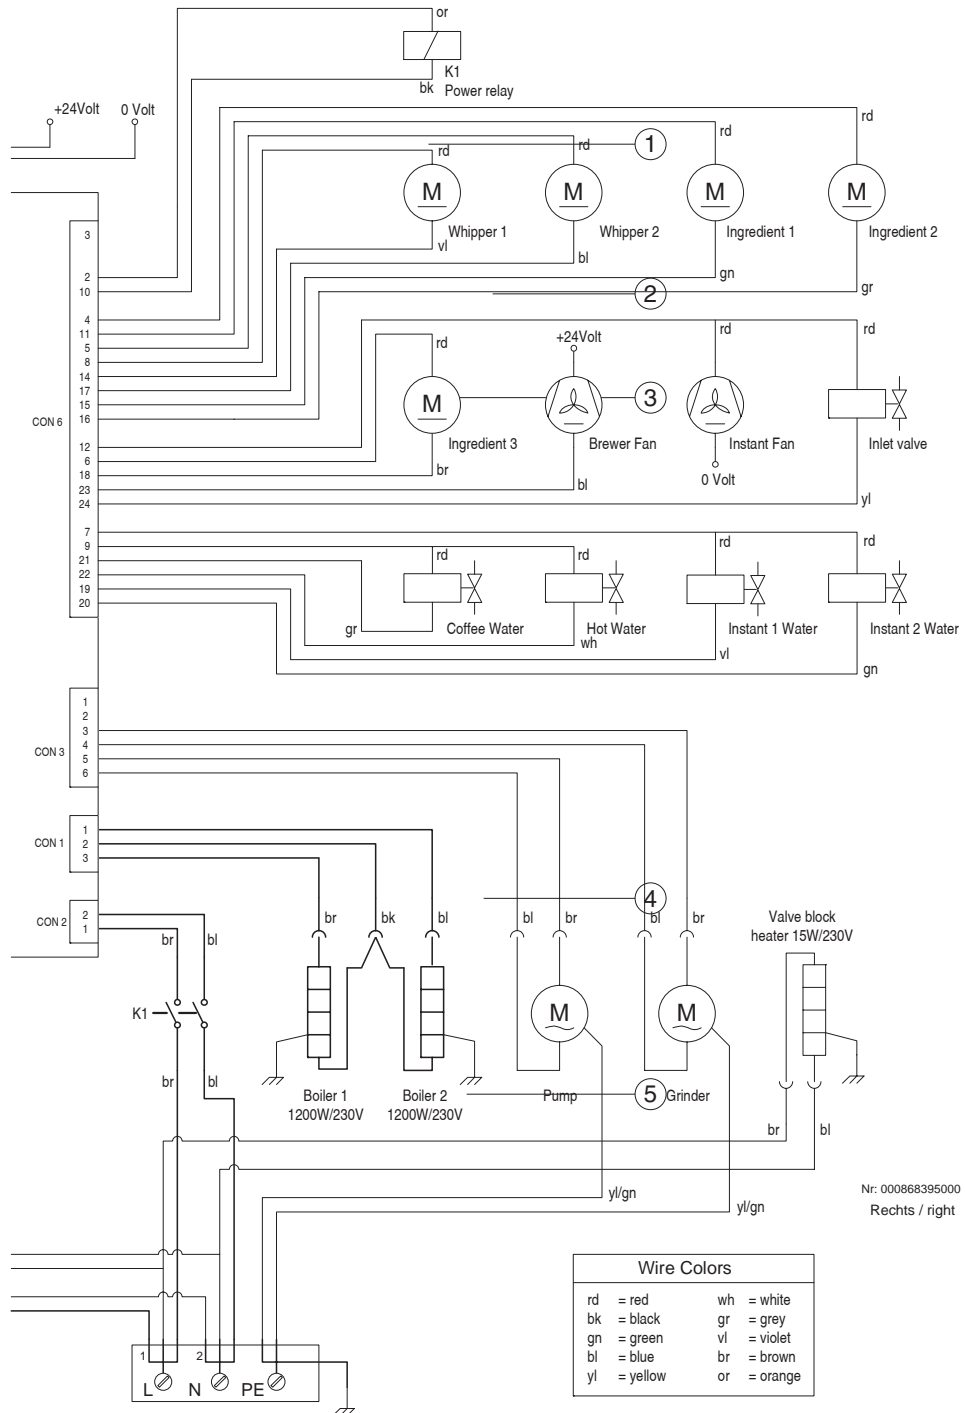 or
K1
bk Power relay
+24Volt 0 Volt
rd
rd
rd
rd
1
M M M M
Whipper 1 Whipper 2 Ingredient 1 Ingredient 2
vl
bl
gn
gr
2
3
2
10
4
11
5
8
14
17
15
16
CON 6
12
6
18
23
24
7
9
21
22
19
20
rd rd rd
+24Volt
M
3
Ingredient 3 Brewer Fan Instant Fan Inlet valve
br
bl
0 Volt
yl
rd rd rd rd
gr Coffee Water Hot Water Instant 1 Water Instant 2 Water
wh
vl
gn
CON 3
1
2
3
4
5
6
CON 1
1
2
3
CON 2
2
1
4
br bk bl bl br bl br
Valve block
heater 15W/230V
br bl
K1
M M
br bl
Boiler 1
1200W/230V
Boiler 2
1200W/230V
Pump
5
Grinder
br bl
yl/gn
yl/gn
Nr: 000868395000
Rechts / right
Wire Colors
rd = red wh = white
bk = black gr = grey
gn = green vl = violet
bl = blue br = brown
yl = yellow or = orange
1 2
L N PE